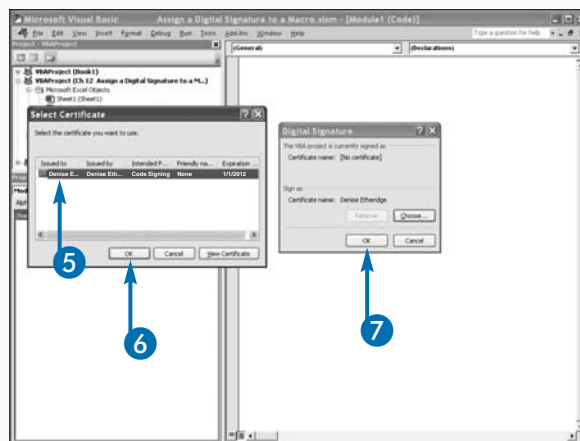 Microsoft Visual Basic Assign a Digital Signature to a Macro.xlsm - [Module1 (Code)]
File Edit View Insert Format Debug Run Tools Add-Ins Window Help
Type a question for help
Project - VBAProject
(General)
(Declarations)
VBAProject (Book1)
VBAProject (Ch 12 Assign a Digital Signature to a M...)
Microsoft Excel Objects
Sheet1 (Sheet1)
Select Certificate
Select the certificate you want to use.
Issued to Issued by Intended P... Friendly na... Expiration ...
Denise E... Denise Eth... Code Signing None 1/1/2012
OK Cancel View Certificate
5
6
Digital Signature
The VBA project is currently signed as
Certificate name: [No certificate]
Sign as
Certificate name: Denise Etheridge
Remove Choose...
OK Cancel
7